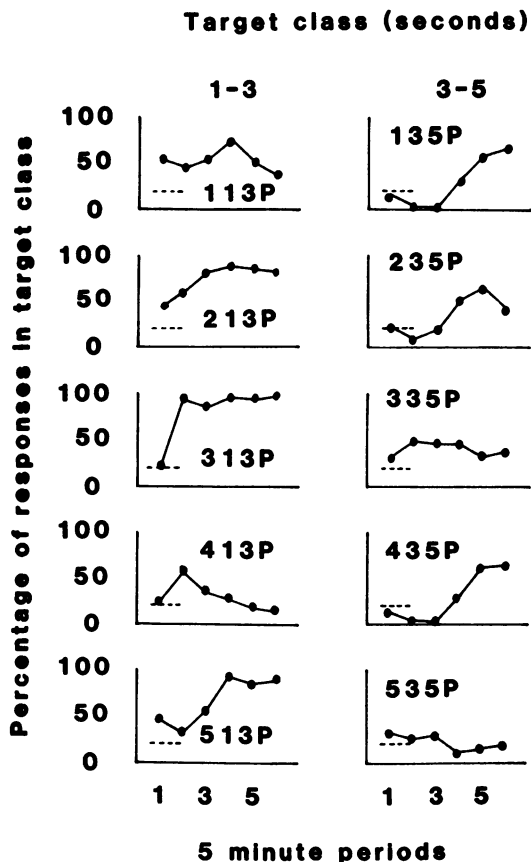 Target class (seconds)
1-3 3-5
Percentage of responses in target class
100
50
0
113P
135P
100
50
0
213P
235P
100
50
0
313P
335P
100
50
0
413P
435P
100
50
0
513P
535P
1 3 5 1 3 5
5 minute periods